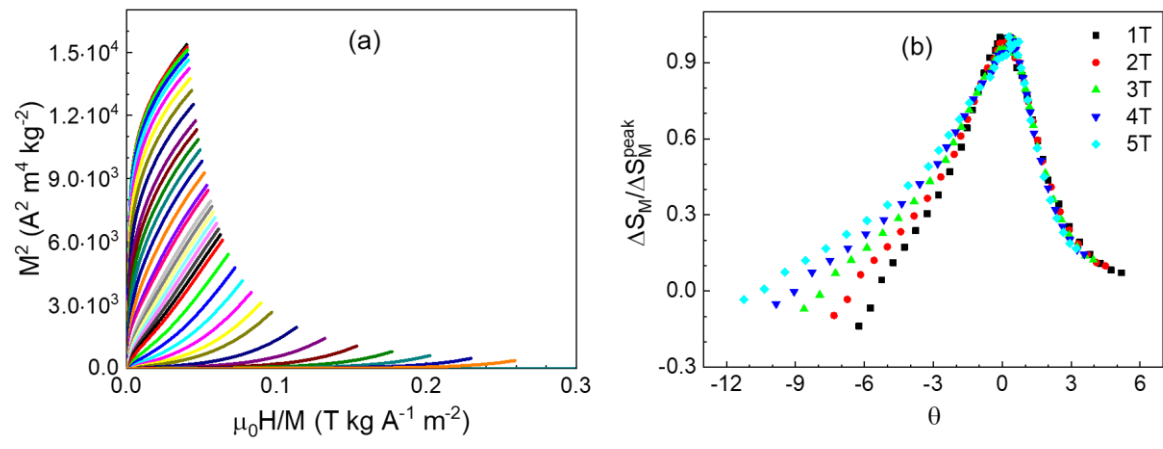 (a)
M² (A² m⁴ kg⁻²)
1.5·10⁴
1.2·10⁴
9.0·10³
6.0·10³
3.0·10³
0.0
0.0 0.1 0.2 0.3
μ₀H/M (T kg A⁻¹ m⁻²)
(b)
ΔS_M/ΔS_M^peak
0.9
0.6
0.3
0.0
-0.3
-12 -9 -6 -3 0 3 6
θ
1T
2T
3T
4T
5T